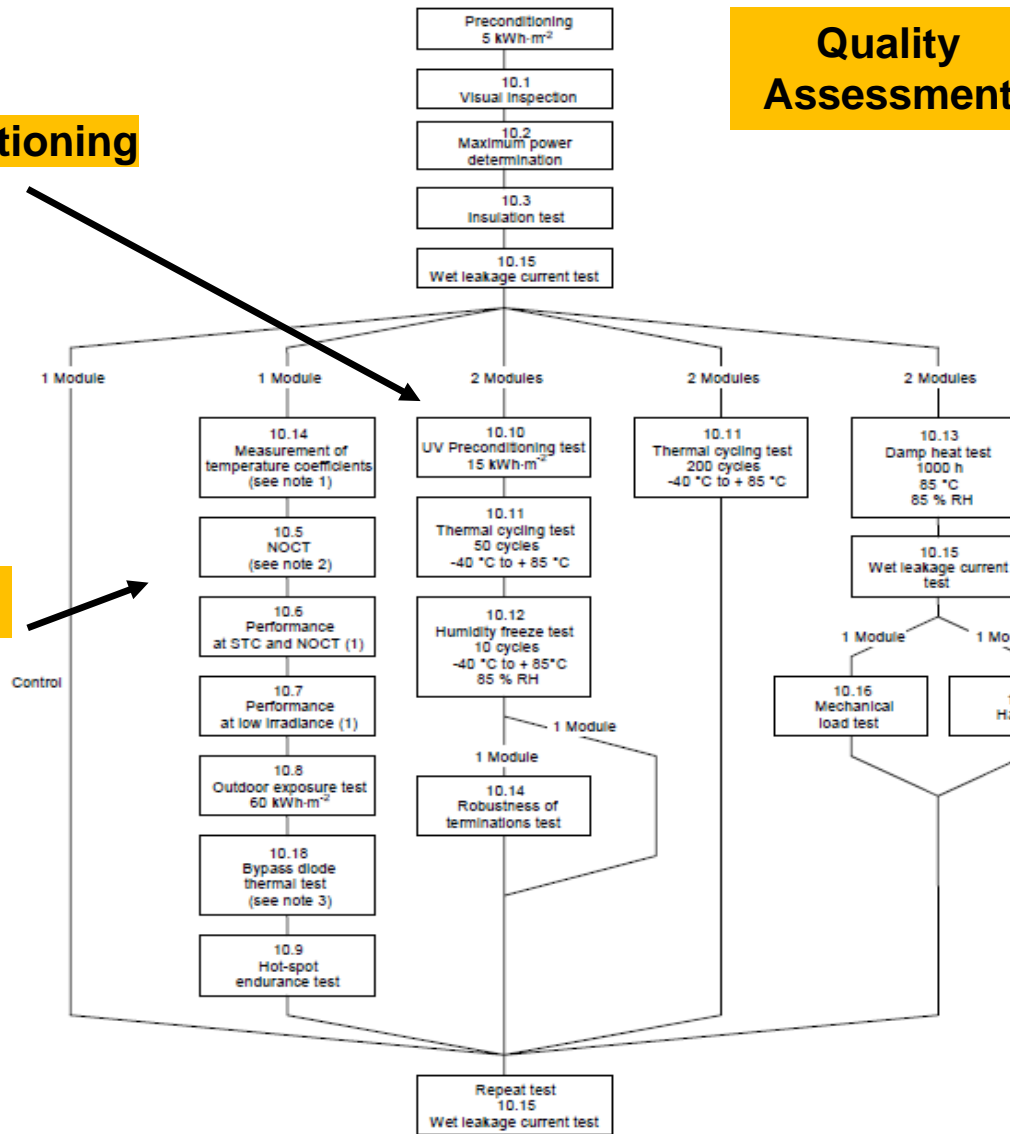 Preconditioning
5 kWh·m-2
Quality
Assessment
10.1
Visual inspection
tioning
10.2
Maximum power
determination
10.3
Insulation test
10.15
Wet leakage current test
1 Module
1 Module
2 Modules
2 Modules
2 Modules
10.14
Measurement of
temperature coefficients
(see note 1)
10.5
NOCT
(see note 2)
10.6
Performance
at STC and NOCT (1)
Control
10.7
Performance
at low irradiance (1)
10.8
Outdoor exposure test
60 kWh·m-2
10.18
Bypass diode
thermal test
(see note 3)
10.9
Hot-spot
endurance test
10.10
UV Preconditioning test
15 kWh·m-2
10.11
Thermal cycling test
50 cycles
-40 °C to + 85 °C
10.12
Humidity freeze test
10 cycles
-40 °C to + 85°C
85 % RH
1 Module
1 Module
10.14
Robustness of
terminations test
10.11
Thermal cycling test
200 cycles
-40 °C to + 85 °C
10.13
Damp heat test
1000 h
85 °C
85 % RH
10.15
Wet leakage current
test
1 Module
1 Mo
10.16
Mechanical
load test
1
Ha
Repeat test
10.15
Wet leakage current test